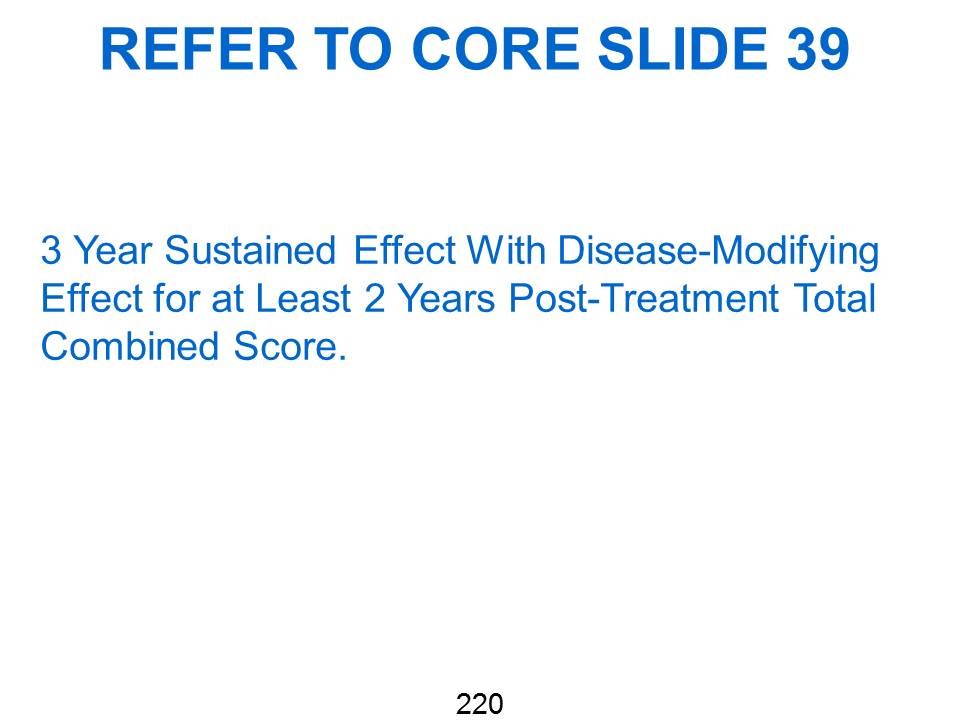 REFER TO CORE SLIDE 39
3 Year Sustained Effect With Disease-Modifying
Effect for at Least 2 Years Post-Treatment Total
Combined Score.
220